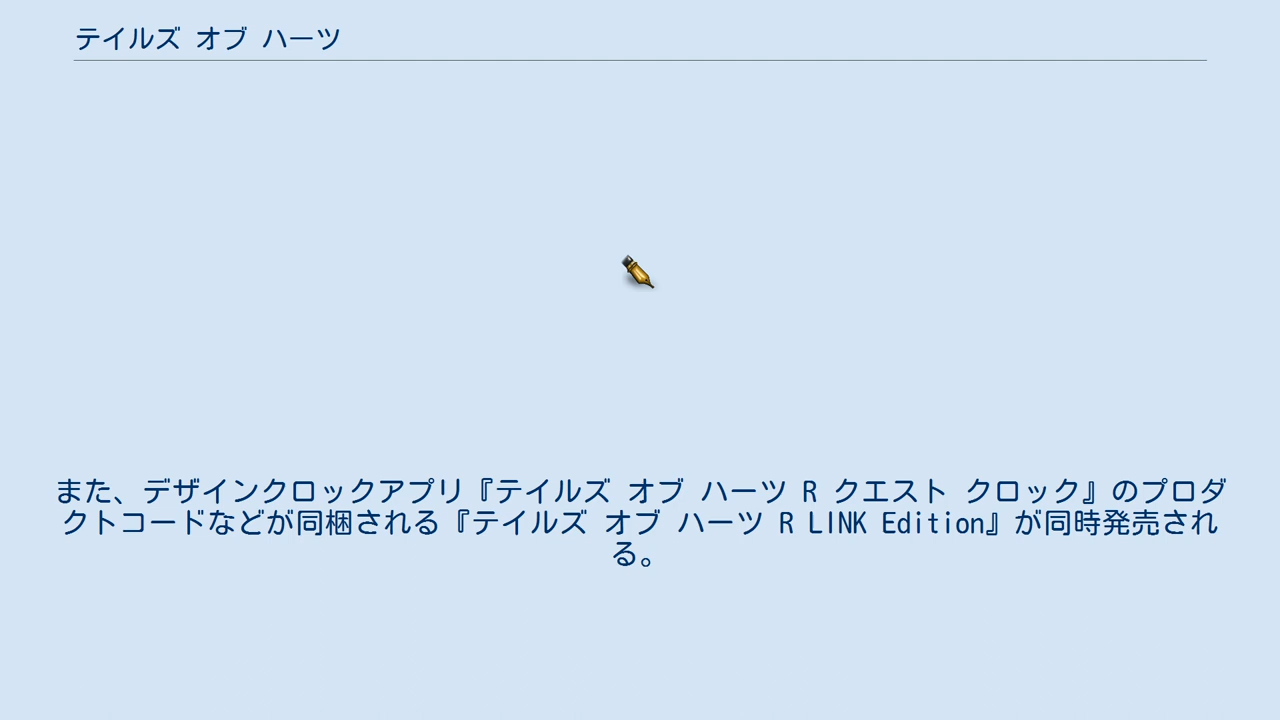 テイルズ オブ ハーツ
また、デザインクロックアプリ『テイルズ オブ ハーツ R クエスト クロック』のプロダ
クトコードなどが同梱される『テイルズ オブ ハーツ R LINK Edition』が同時発売され
る。